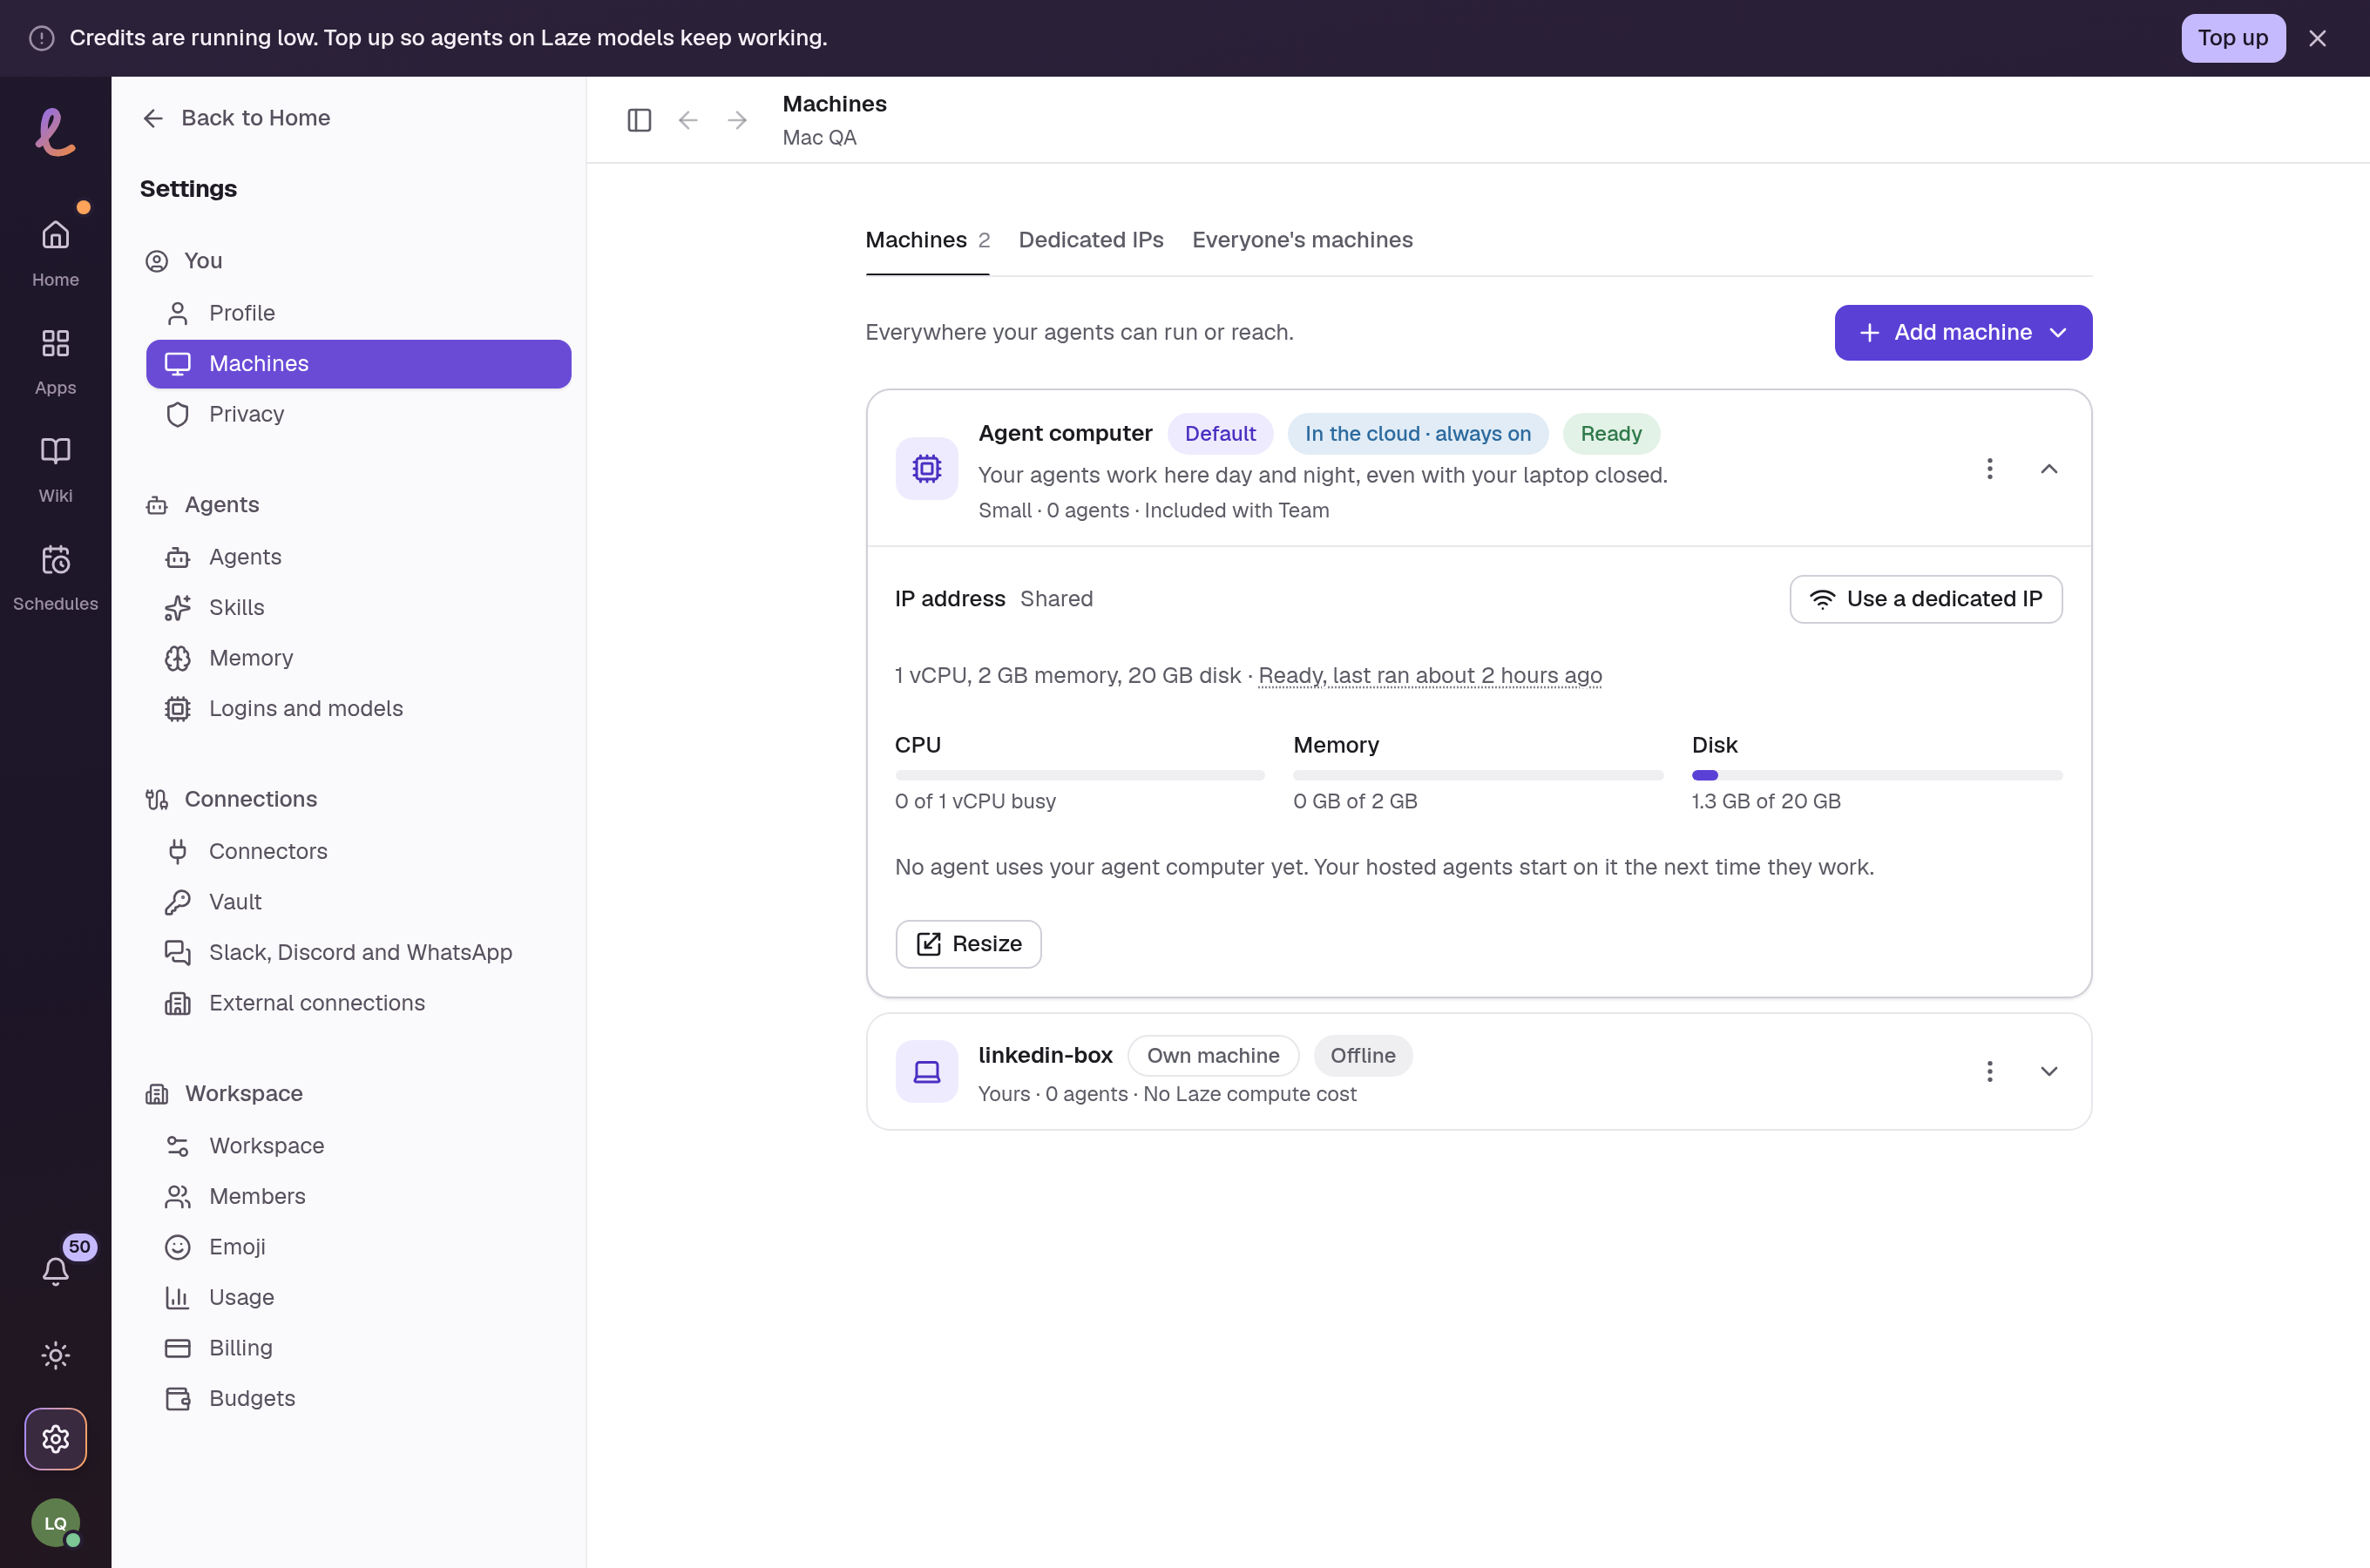 Credits are running low. Top up so agents on Laze models keep working.
Top up
Home
Apps
Wiki
Schedules
50
LQ
Back to Home
Settings
You
Profile
Machines
Privacy
Agents
Agents
Skills
Memory
Logins and models
Connections
Connectors
Vault
Slack, Discord and WhatsApp
External connections
Workspace
Workspace
Members
Emoji
Usage
Billing
Budgets
Machines
Mac QA
Machines 2 Dedicated IPs Everyone's machines
Everywhere your agents can run or reach.
Add machine
Agent computer Default In the cloud · always on Ready
Your agents work here day and night, even with your laptop closed.
Small · 0 agents · Included with Team
IP address Shared
Use a dedicated IP
1 vCPU, 2 GB memory, 20 GB disk · Ready, last ran about 2 hours ago
CPU Memory Disk
0 of 1 vCPU busy 0 GB of 2 GB 1.3 GB of 20 GB
No agent uses your agent computer yet. Your hosted agents start on it the next time they work.
Resize
linkedin-box Own machine Offline
Yours · 0 agents · No Laze compute cost